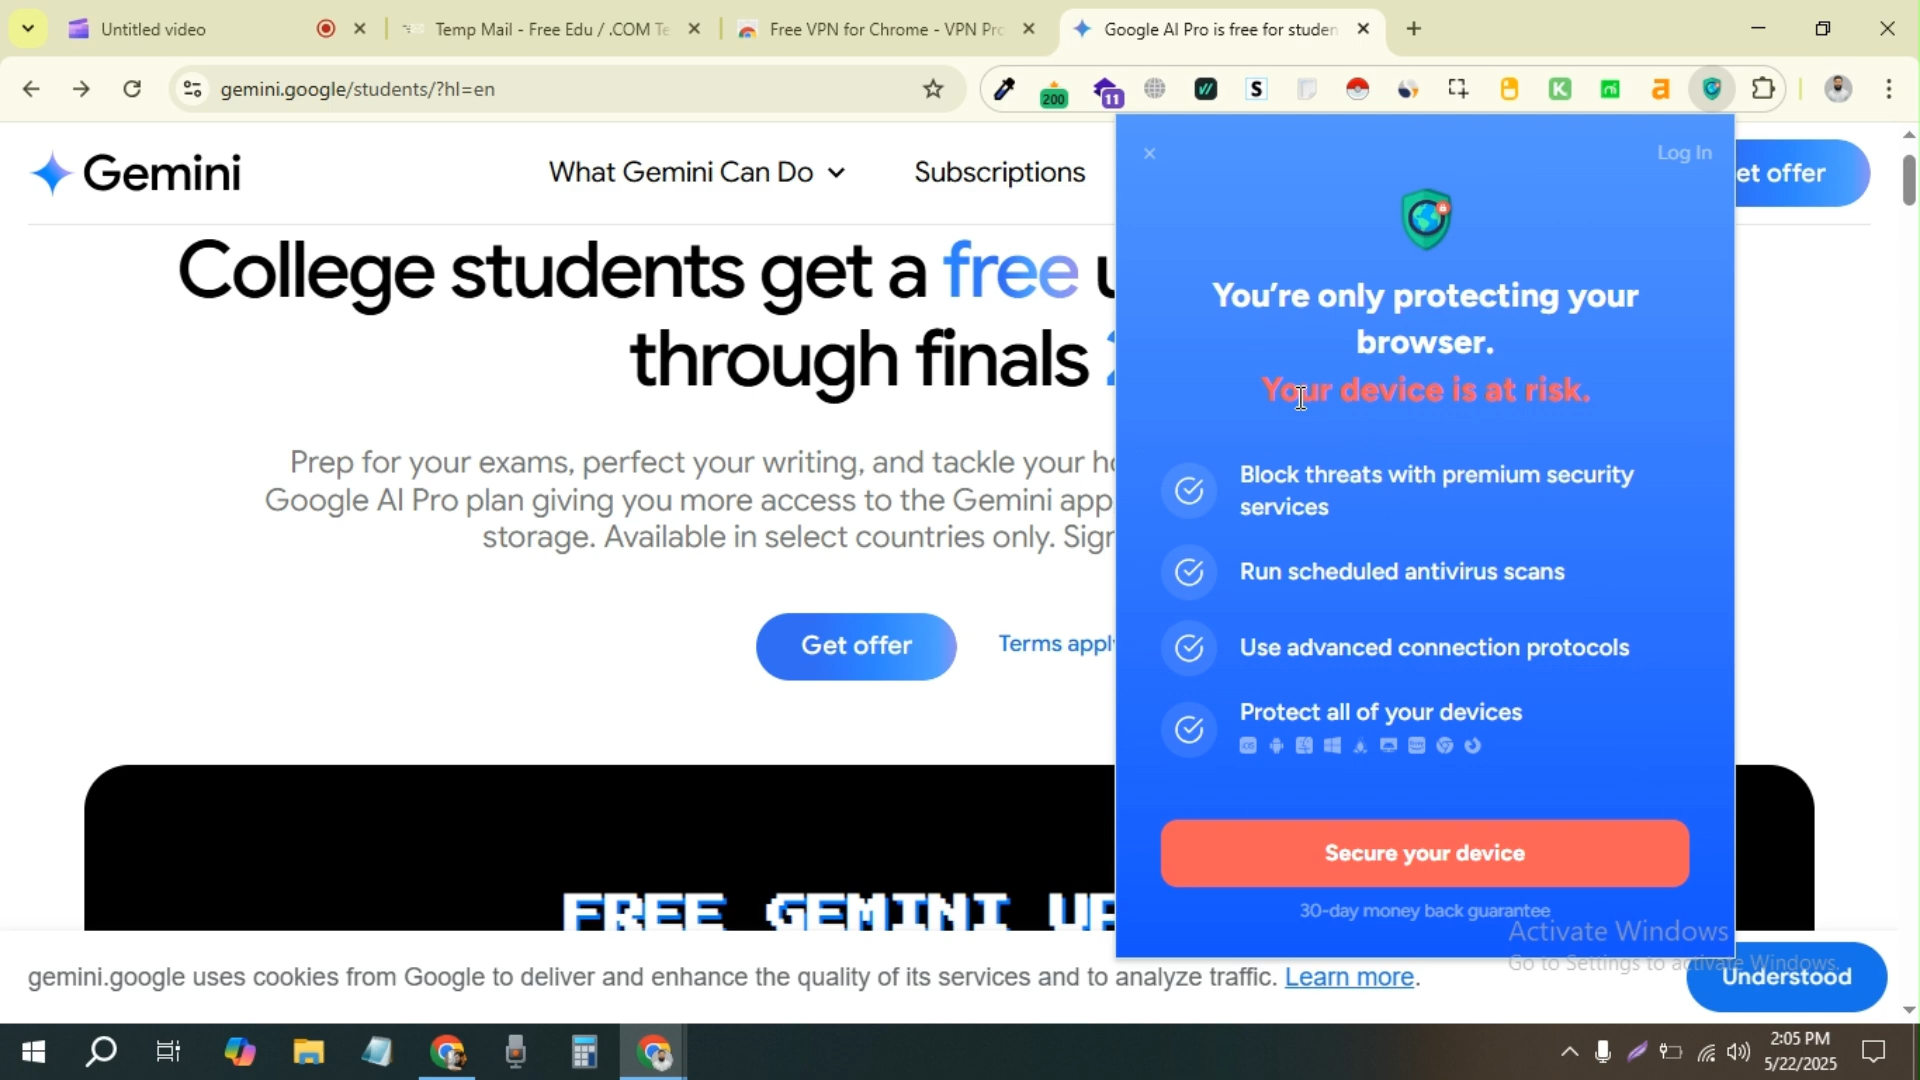 Untitled video
Temp Mail - Free Edu / .COM Te
Free VPN for Chrome - VPN Pro
Google AI Pro is free for studen
gemini.google/students/?hl=en
200
11
S
K
a
Gemini
What Gemini Can Do
Subscriptions
et offer
College students get a free u
through finals
Prep for your exams, perfect your writing, and tackle your ho
Google AI Pro plan giving you more access to the Gemini app,
storage. Available in select countries only. Sign
Get offer
Terms apply
FREE GEMINI UP
gemini.google uses cookies from Google to deliver and enhance the quality of its services and to analyze traffic. Learn more.
Understood
Log In
You're only protecting your
browser.
Your device is at risk.
Block threats with premium security
services
Run scheduled antivirus scans
Use advanced connection protocols
Protect all of your devices
Secure your device
30-day money back guarantee
Activate Windows
Go to Settings to activate Windows.
2:05 PM
5/22/2025